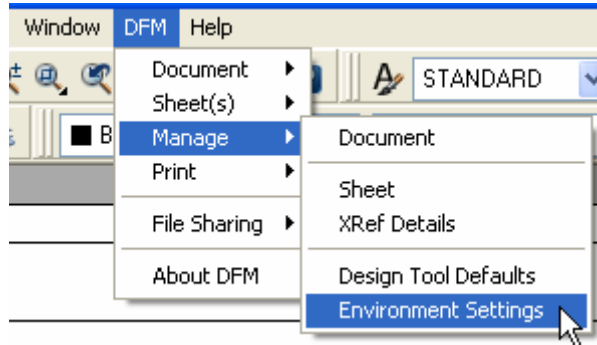 Window DFM Help
STANDARD
Document
Sheet(s)
B
Manage
Print
File Sharing
About DFM
Document
Sheet
XRef Details
Design Tool Defaults
Environment Settings